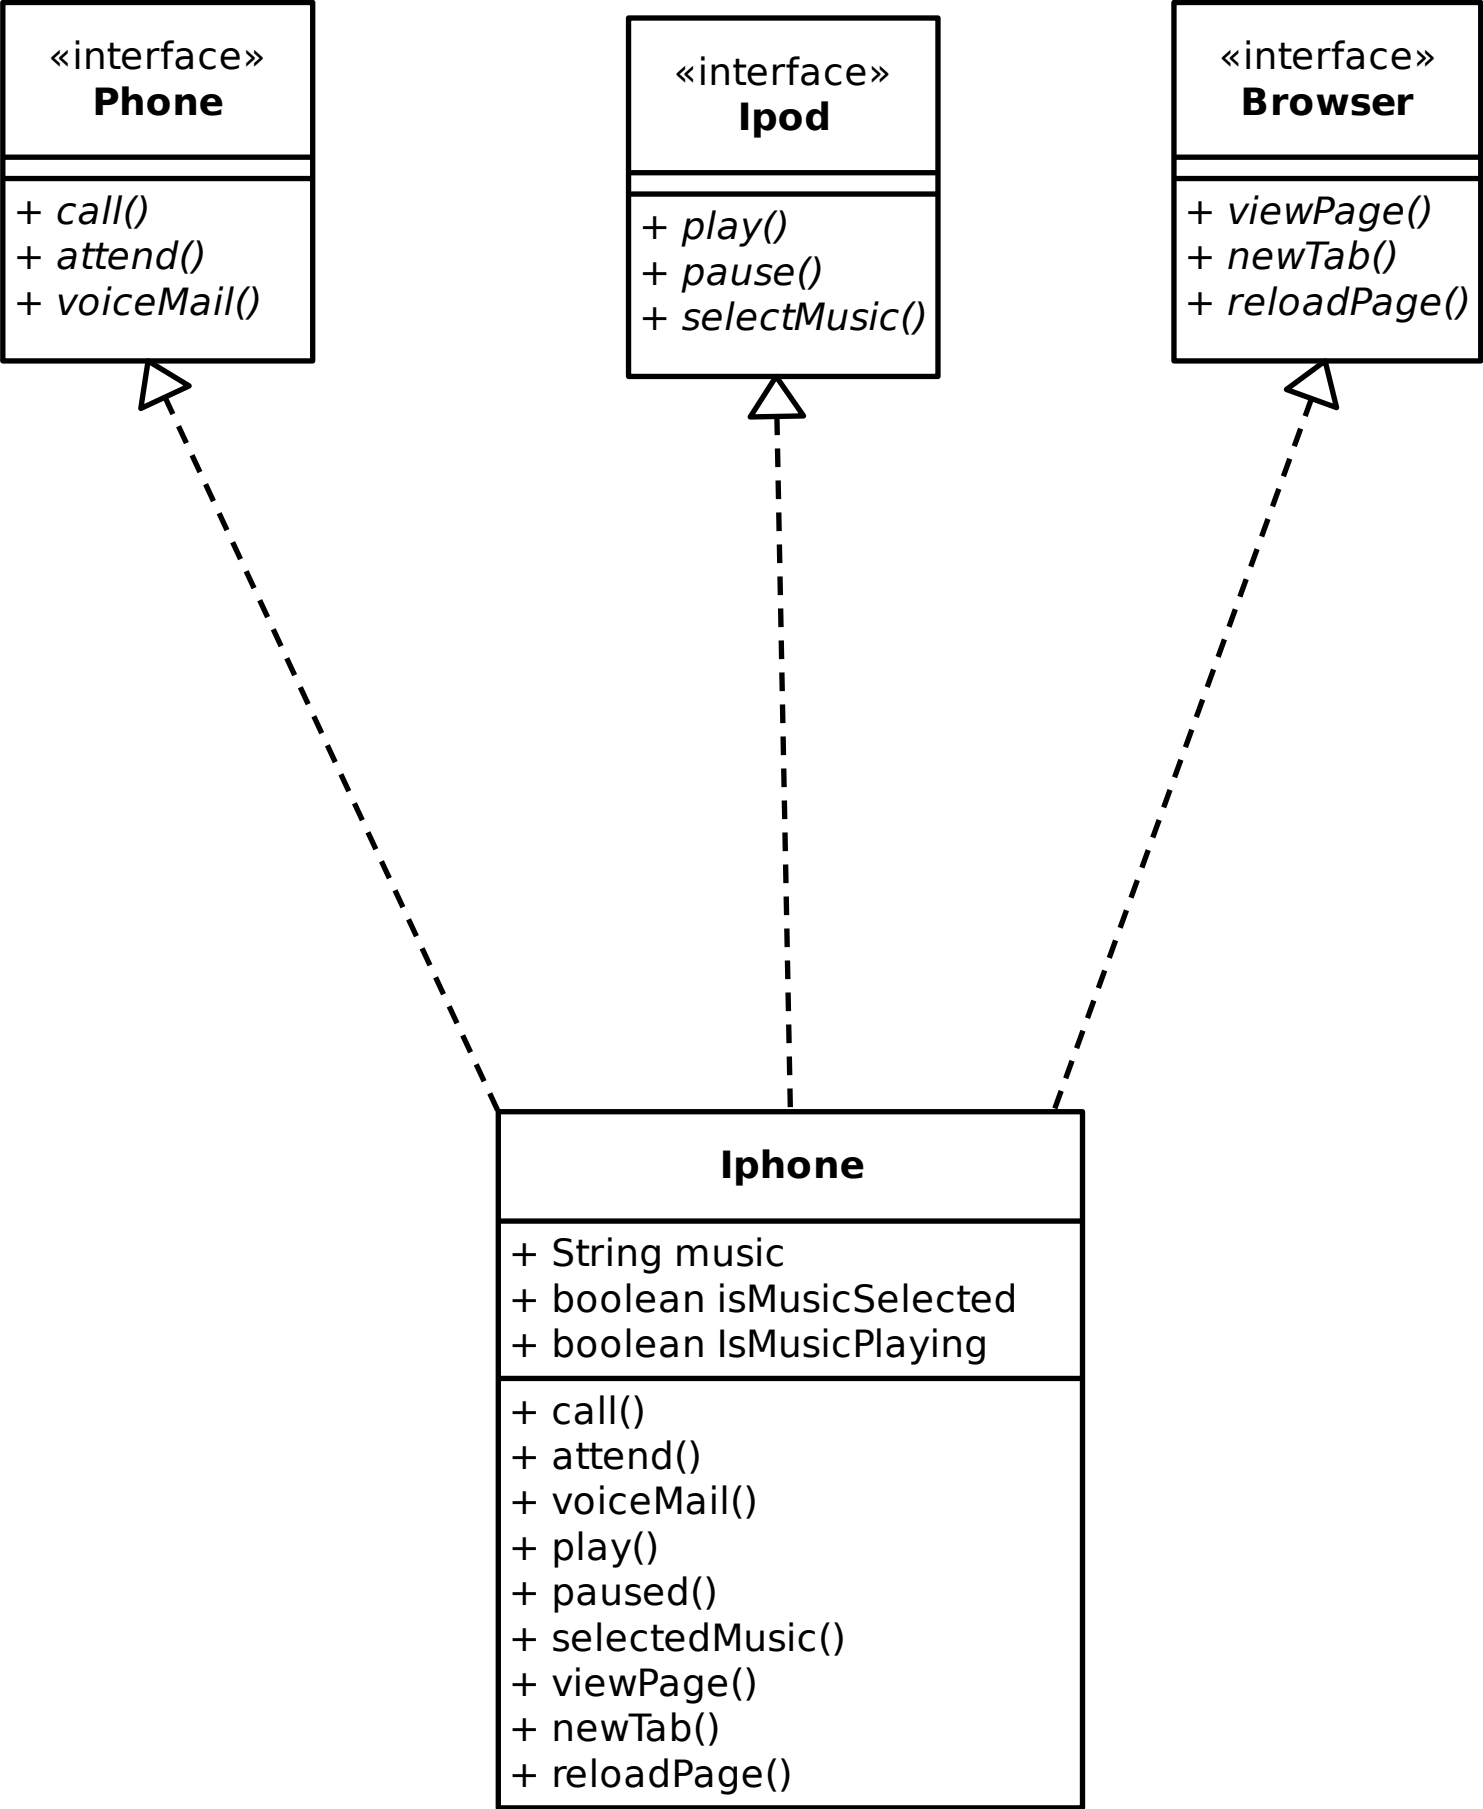 «interface»
Phone
+ call()
+ attend()
+ voiceMail()
«interface»
Ipod
+ play()
+ pause()
+ selectMusic()
«interface»
Browser
+ viewPage()
+ newTab()
+ reloadPage()
Iphone
+ String music
+ boolean isMusicSelected
+ boolean IsMusicPlaying
+ call()
+ attend()
+ voiceMail()
+ play()
+ paused()
+ selectedMusic()
+ viewPage()
+ newTab()
+ reloadPage()